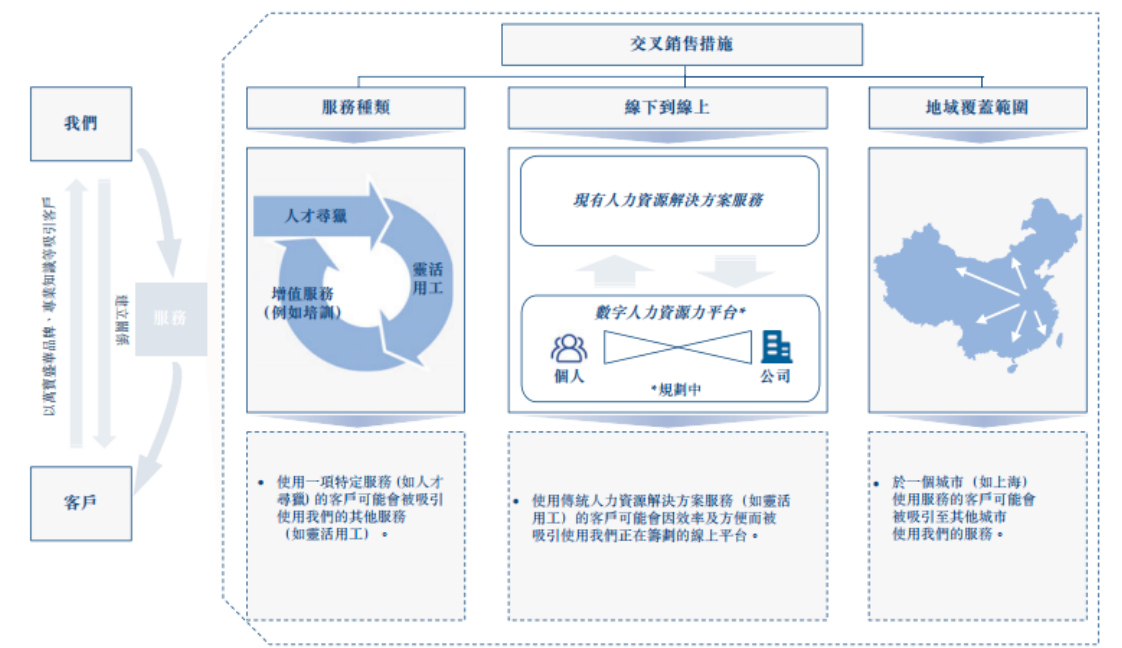 交叉銷售措施
我們
以萬寶盛華品牌、專業知識等吸引客戶
建立關係
服務
客戶
服務種類
人才尋獵
靈活
用工
增值服務
(例如培訓)
使用一項特定服務(如人才
尋獵)的客戶可能會被吸引
使用我們的其他服務
(如靈活用工)。
線下到線上
現有人力資源解決方案服務
數字人力資源力平台*
個人
公司
*規劃中
使用傳統人力資源解決方案服務(如靈活
用工)的客戶可能會因效率及方便而被
吸引使用我們正在籌劃的線上平台。
地域覆蓋範圍
於一個城市(如上海)
使用服務的客戶可能會
被吸引至其他城市
使用我們的服務。